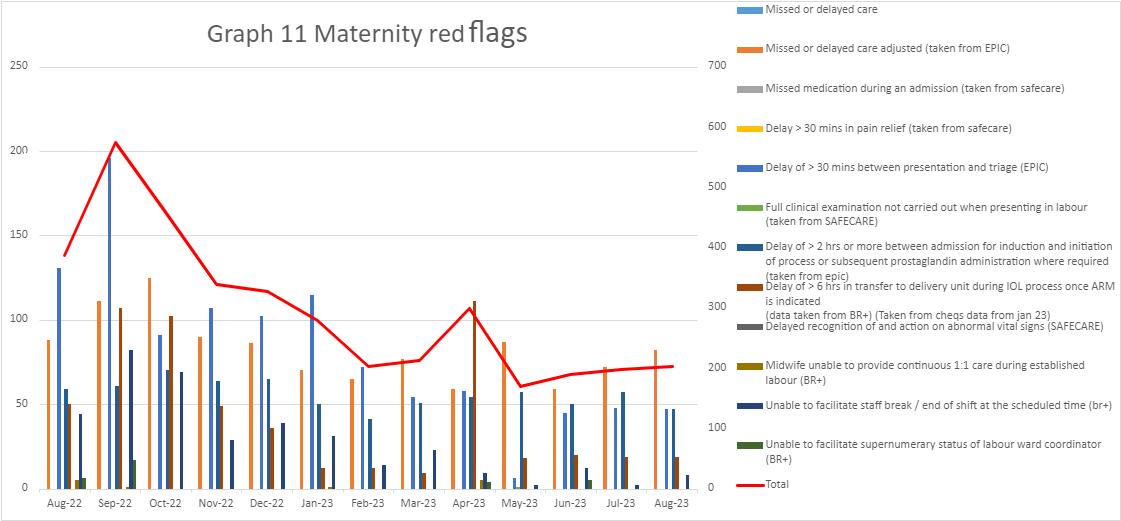 Graph 11 Maternity red flags
250
200
150
100
50
0
700
600
500
400
300
200
100
0
Aug-22 Sep-22 Oct-22 Nov-22 Dec-22 Jan-23 Feb-23 Mar-23 Apr-23 May-23 Jun-23 Jul-23 Aug-23
Missed or delayed care
Missed or delayed care adjusted (taken from EPIC)
Missed medication during an admission (taken from safecare)
Delay > 30 mins in pain relief (taken from safecare)
Delay of > 30 mins between presentation and triage (EPIC)
Full clinical examination not carried out when presenting in labour
(taken from SAFECARE)
Delay of > 2 hrs or more between admission for induction and initiation
of process or subsequent prostaglandin administration where required
(taken from epic)
Delay of > 6 hrs in transfer to delivery unit during IOL process once ARM
is indicated
(data taken from BR+) (Taken from cheqs data from jan 23)
Delayed recognition of and action on abnormal vital signs (SAFECARE)
Midwife unable to provide continuous 1:1 care during established
labour (BR+)
Unable to facilitate staff break / end of shift at the scheduled time (br+)
Unable to facilitate supernumerary status of labour ward coordinator
(BR+)
Total